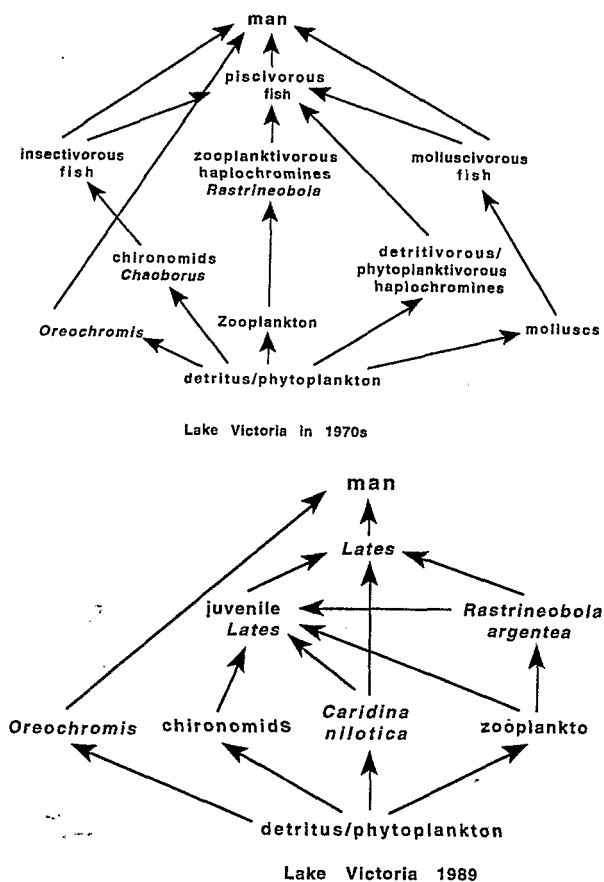 man
piscivorous
fish
insectivorous
fish
zooplanktivorous
haplochromines
Rastrineobola
molluscivorous
fish
chironomids
Chaoborus
detritivorous/
phytoplanktivorous
haplochromines
Oreochromis
Zooplankton
molluscs
detritus/phytoplankton
Lake Victoria in 1970s
man
Lates
juvenile
Lates
Rastrineobola
argentea
Oreochromis
chironomids
Caridina
nilotica
zooplankto
detritus/phytoplankton
Lake Victoria 1989